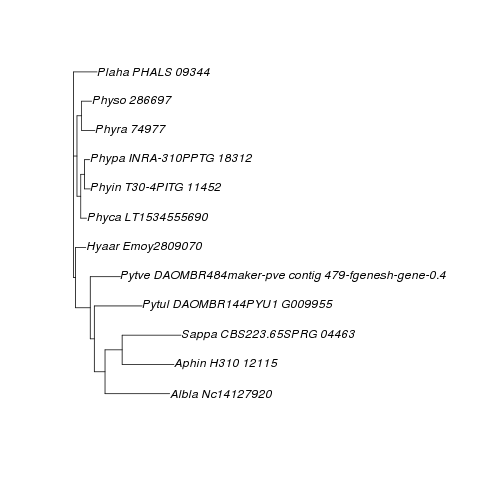 Plaha PHALS 09344
Physo 286697
Phyra 74977
Phypa INRA-310PPTG 18312
Phyin T30-4PITG 11452
Phyca LT1534555690
Hyaar Emoy2809070
Pytve DAOMBR484maker-pve contig 479-fgenesh-gene-0.4
Pytul DAOMBR144PYU1 G009955
Sappa CBS223.65SPRG 04463
Aphin H310 12115
Albla Nc14127920